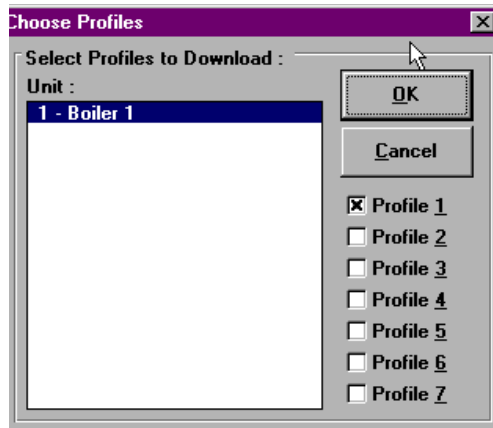 Choose Profiles
Select Profiles to Download :
Unit :
1 - Boiler 1
OK
Cancel
Profile 1
Profile 2
Profile 3
Profile 4
Profile 5
Profile 6
Profile 7